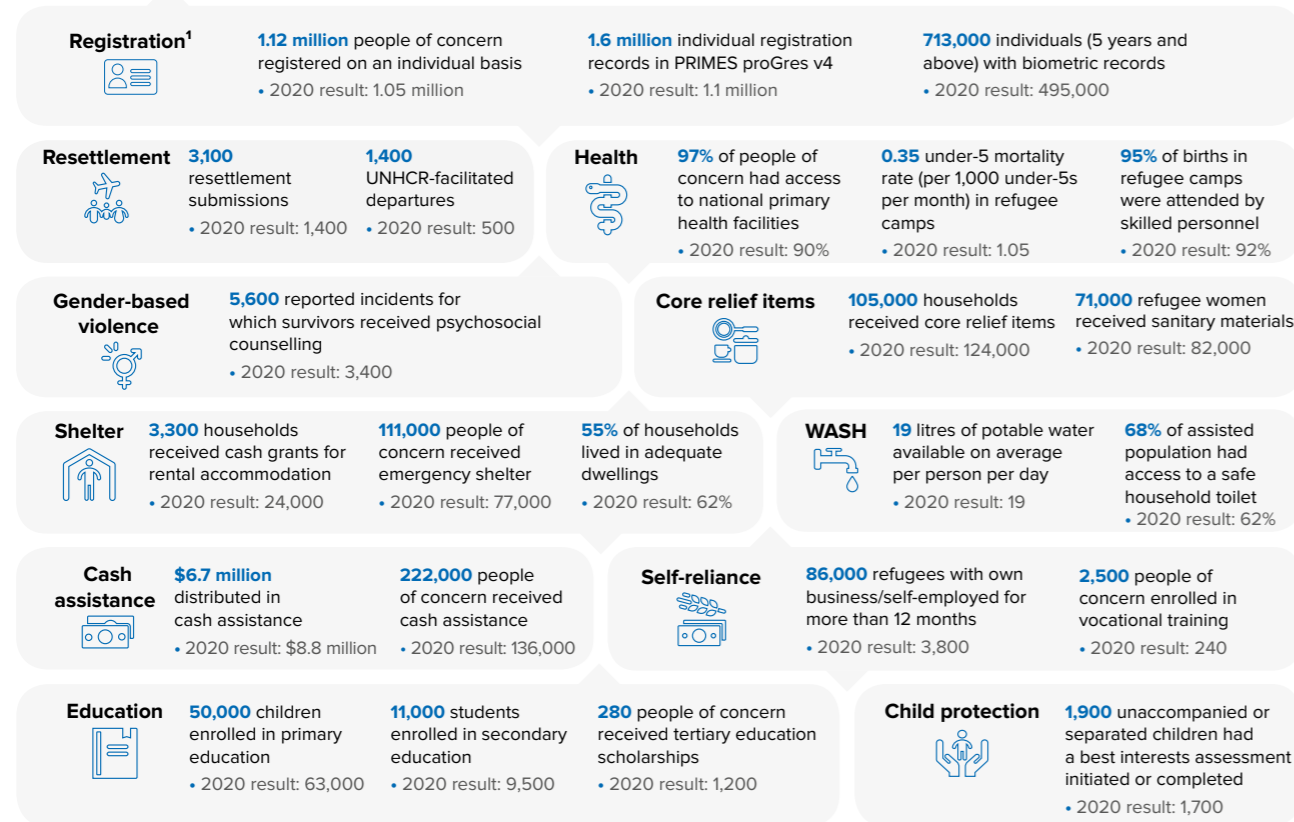 Registration¹
1.12 million people of concern
registered on an individual basis
• 2020 result: 1.05 million
1.6 million individual registration
records in PRIMES proGres v4
• 2020 result: 1.1 million
713,000 individuals (5 years and
above) with biometric records
• 2020 result: 495,000
Resettlement
3,100
resettlement
submissions
• 2020 result: 1,400
1,400
UNHCR-facilitated
departures
• 2020 result: 500
Health
97% of people of
concern had access
to national primary
health facilities
• 2020 result: 90%
0.35 under-5 mortality
rate (per 1,000 under-5s
per month) in refugee
camps
• 2020 result: 1.05
95% of births in
refugee camps
were attended by
skilled personnel
• 2020 result: 92%
Gender-based
violence
5,600 reported incidents for
which survivors received psychosocial
counselling
• 2020 result: 3,400
Core relief items
105,000 households
received core relief items
• 2020 result: 124,000
71,000 refugee women
received sanitary materials
• 2020 result: 82,000
Shelter
3,300 households
received cash grants for
rental accommodation
• 2020 result: 24,000
111,000 people of
concern received
emergency shelter
• 2020 result: 77,000
55% of households
lived in adequate
dwellings
• 2020 result: 62%
WASH
19 litres of potable water
available on average
per person per day
• 2020 result: 19
68% of assisted
population had
access to a safe
household toilet
• 2020 result: 62%
Cash
assistance
$6.7 million
distributed in
cash assistance
• 2020 result: $8.8 million
222,000 people
of concern received
cash assistance
• 2020 result: 136,000
Self-reliance
86,000 refugees with own
business/self-employed for
more than 12 months
• 2020 result: 3,800
2,500 people of
concern enrolled in
vocational training
• 2020 result: 240
Education
50,000 children
enrolled in primary
education
• 2020 result: 63,000
11,000 students
enrolled in secondary
education
• 2020 result: 9,500
280 people of concern
received tertiary education
scholarships
• 2020 result: 1,200
Child protection
1,900 unaccompanied or
separated children had
a best interests assessment
initiated or completed
• 2020 result: 1,700